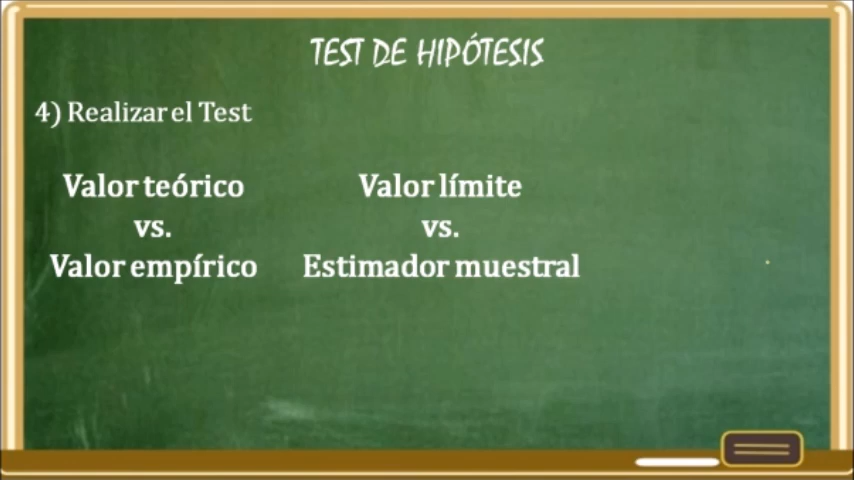 TEST DE HIPÓTESIS
4) Realizar el Test
Valor teórico
vs.
Valor empírico
Valor límite
vs.
Estimador muestral